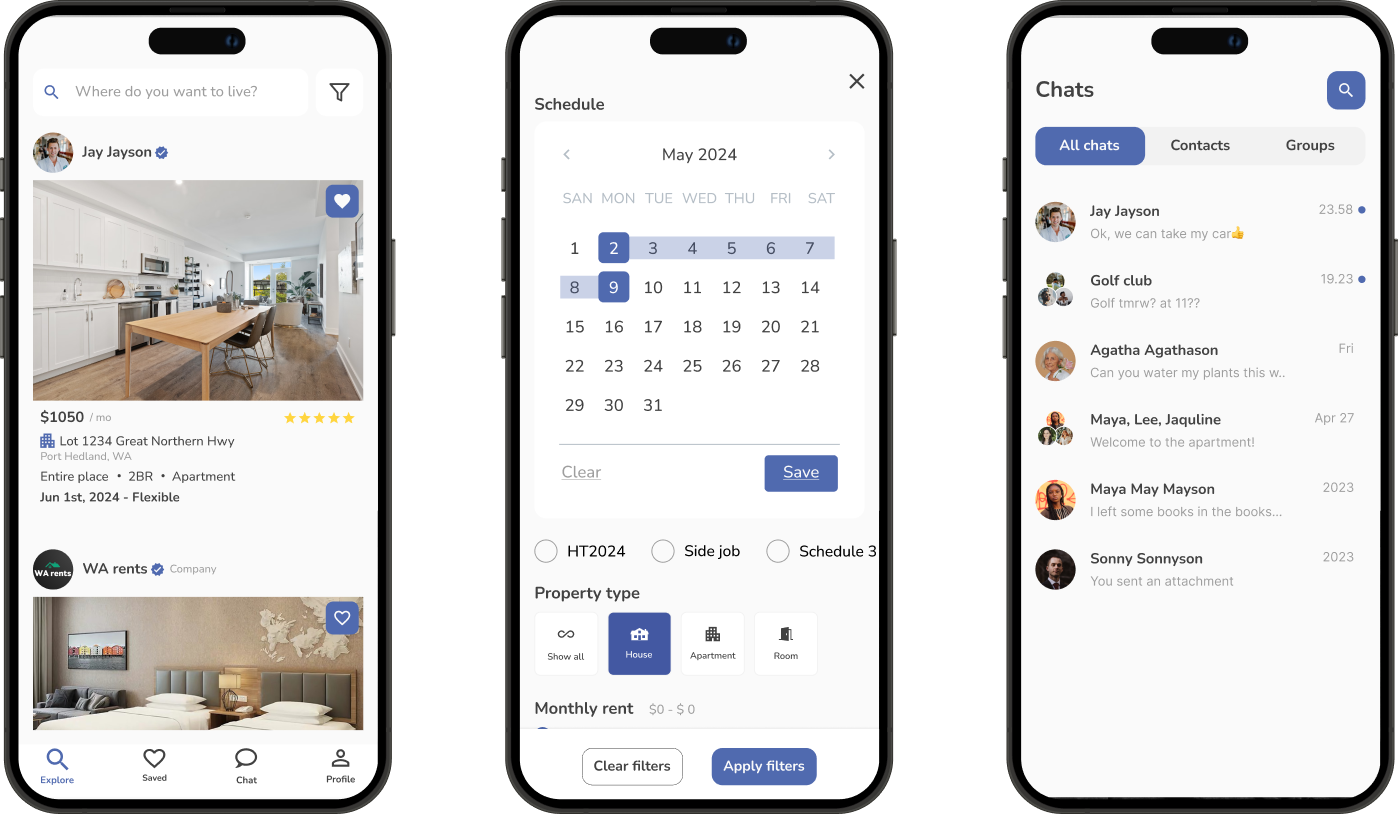 Where do you want to live?
Jay Jayson
$1050 / mo
Lot 1234 Great Northern Hwy
Port Hedland, WA
Entire place • 2BR • Apartment
Jun 1st, 2024 - Flexible
WA rents
WA rents Company
Explore Saved Chat Profile
Schedule
May 2024
SAN MON TUE WED THU FRI SAT
1 2 3 4 5 6 7
8 9 10 11 12 13 14
15 16 17 18 19 20 21
22 23 24 25 26 27 28
29 30 31
Clear Save
HT2024 Side job Schedule 3
Property type
Show all House Apartment Room
Monthly rent $0 - $ 0
Clear filters Apply filters
Chats
All chats Contacts Groups
Jay Jayson 23.58
Ok, we can take my car👍
Golf club 19.23
Golf tmrw? at 11??
Agatha Agathason Fri
Can you water my plants this w..
Maya, Lee, Jaquline Apr 27
Welcome to the apartment!
Maya May Mayson 2023
I left some books in the books...
Sonny Sonnyson 2023
You sent an attachment